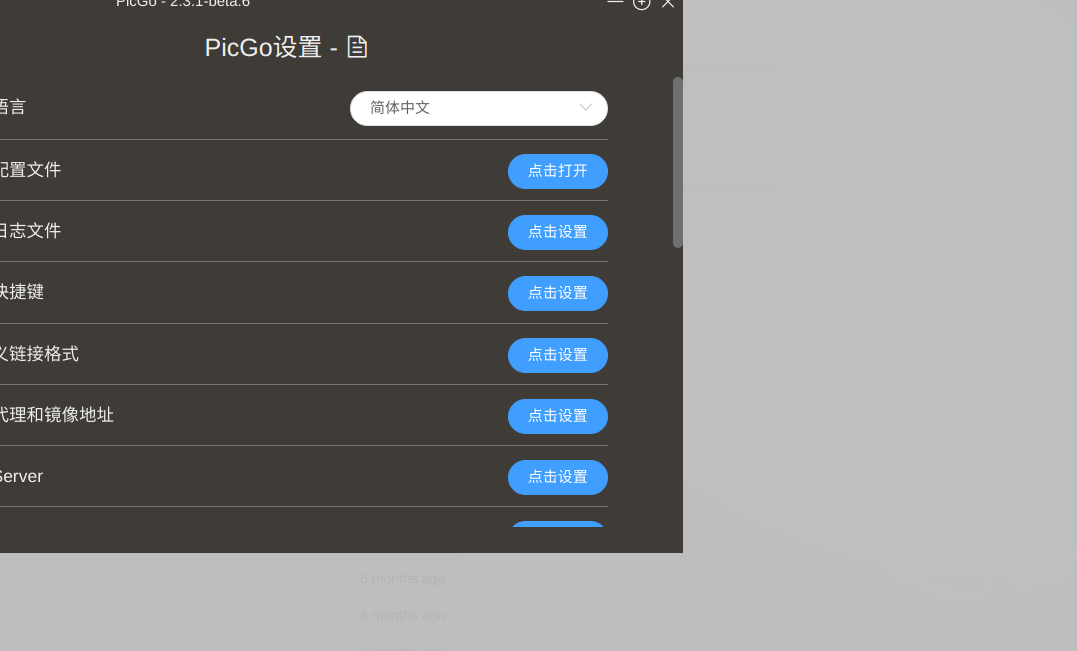 PicGo - 2.3.1-beta.6
PicGo设置 -
语言
简体中文
配置文件
点击打开
日志文件
点击设置
快捷键
点击设置
义链接格式
点击设置
代理和镜像地址
点击设置
Server
点击设置
6 months ago
6 months ago